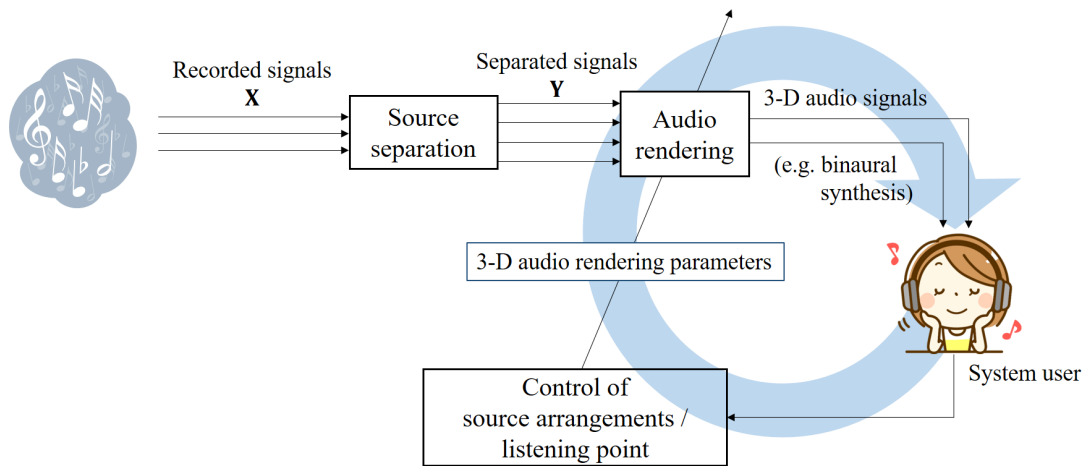 Recorded signals
X
Separated signals
Y
Source
separation
Audio
rendering
3-D audio signals
(e.g. binaural
synthesis)
3-D audio rendering parameters
System user
Control of
source arrangements /
listening point